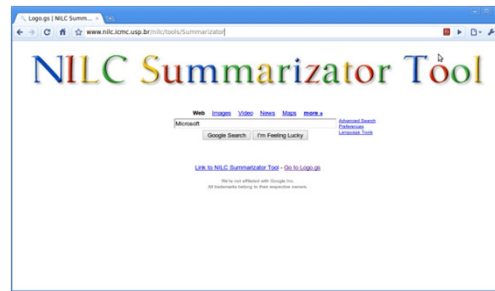 Logo.gs | NILC Summ...
www.nilc.icmc.usp.br/nilc/tools/Summarizator
NILC Summarizator Tool
Web Images Video News Maps more »
Microsoft
Advanced Search
Preferences
Language Tools
Google Search I'm Feeling Lucky
Link to NILC Summarizator Tool - Go to Logo.gs
We're not affiliated with Google Inc.
All trademarks belong to their respective owners.